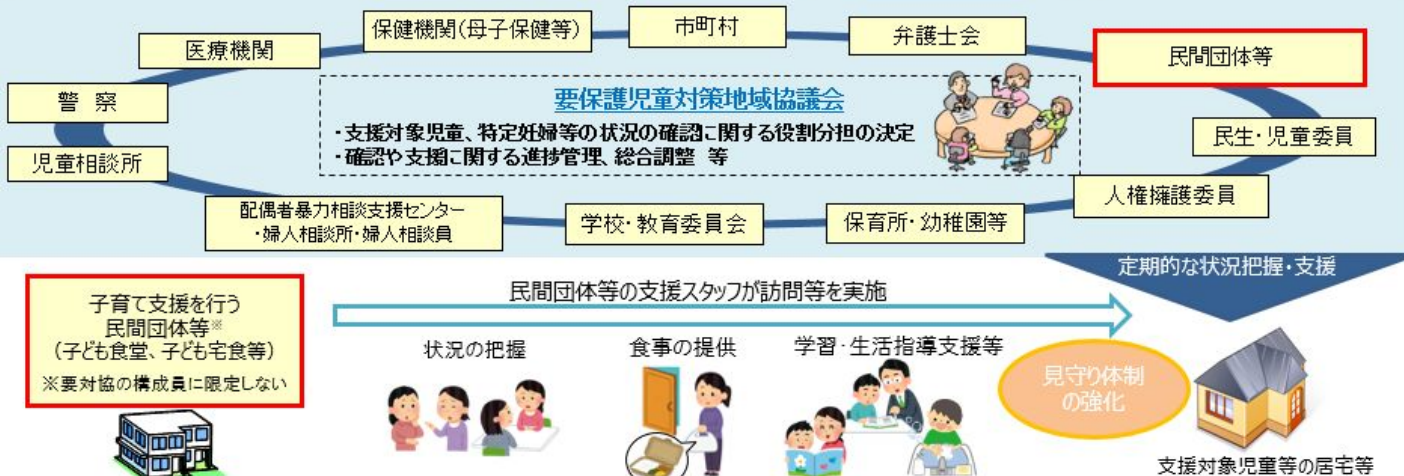 保健機関(母子保健等)
市町村
弁護士会
医療機関
民間団体等
警 察
要保護児童対策地域協議会
・支援対象児童、特定妊婦等の状況の確認に関する役割分担の決定
・確認や支援に関する進捗管理、総合調整 等
民生・児童委員
児童相談所
人権擁護委員
配偶者暴力相談支援センター
・婦人相談所・婦人相談員
学校・教育委員会
保育所・幼稚園等
定期的な状況把握・支援
子育て支援を行う
民間団体等※
(子ども食堂、子ども宅食等)
※要対協の構成員に限定しない
民間団体等の支援スタッフが訪問等を実施
状況の把握
食事の提供
学習・生活指導支援等
見守り体制
の強化
支援対象児童等の居宅等